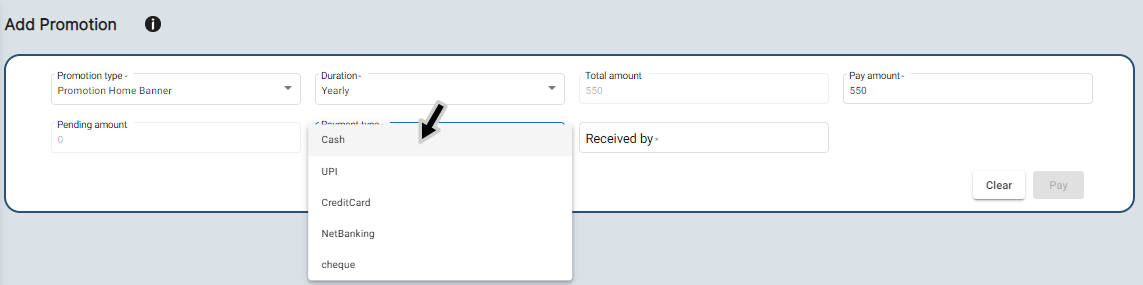 Add Promotion i
Promotion type * Duration * Total amount Pay amount *
Promotion Home Banner Yearly 550 550
Pending amount Payment type *
0 Cash Received by *
UPI
CreditCard
NetBanking
cheque
Clear Pay